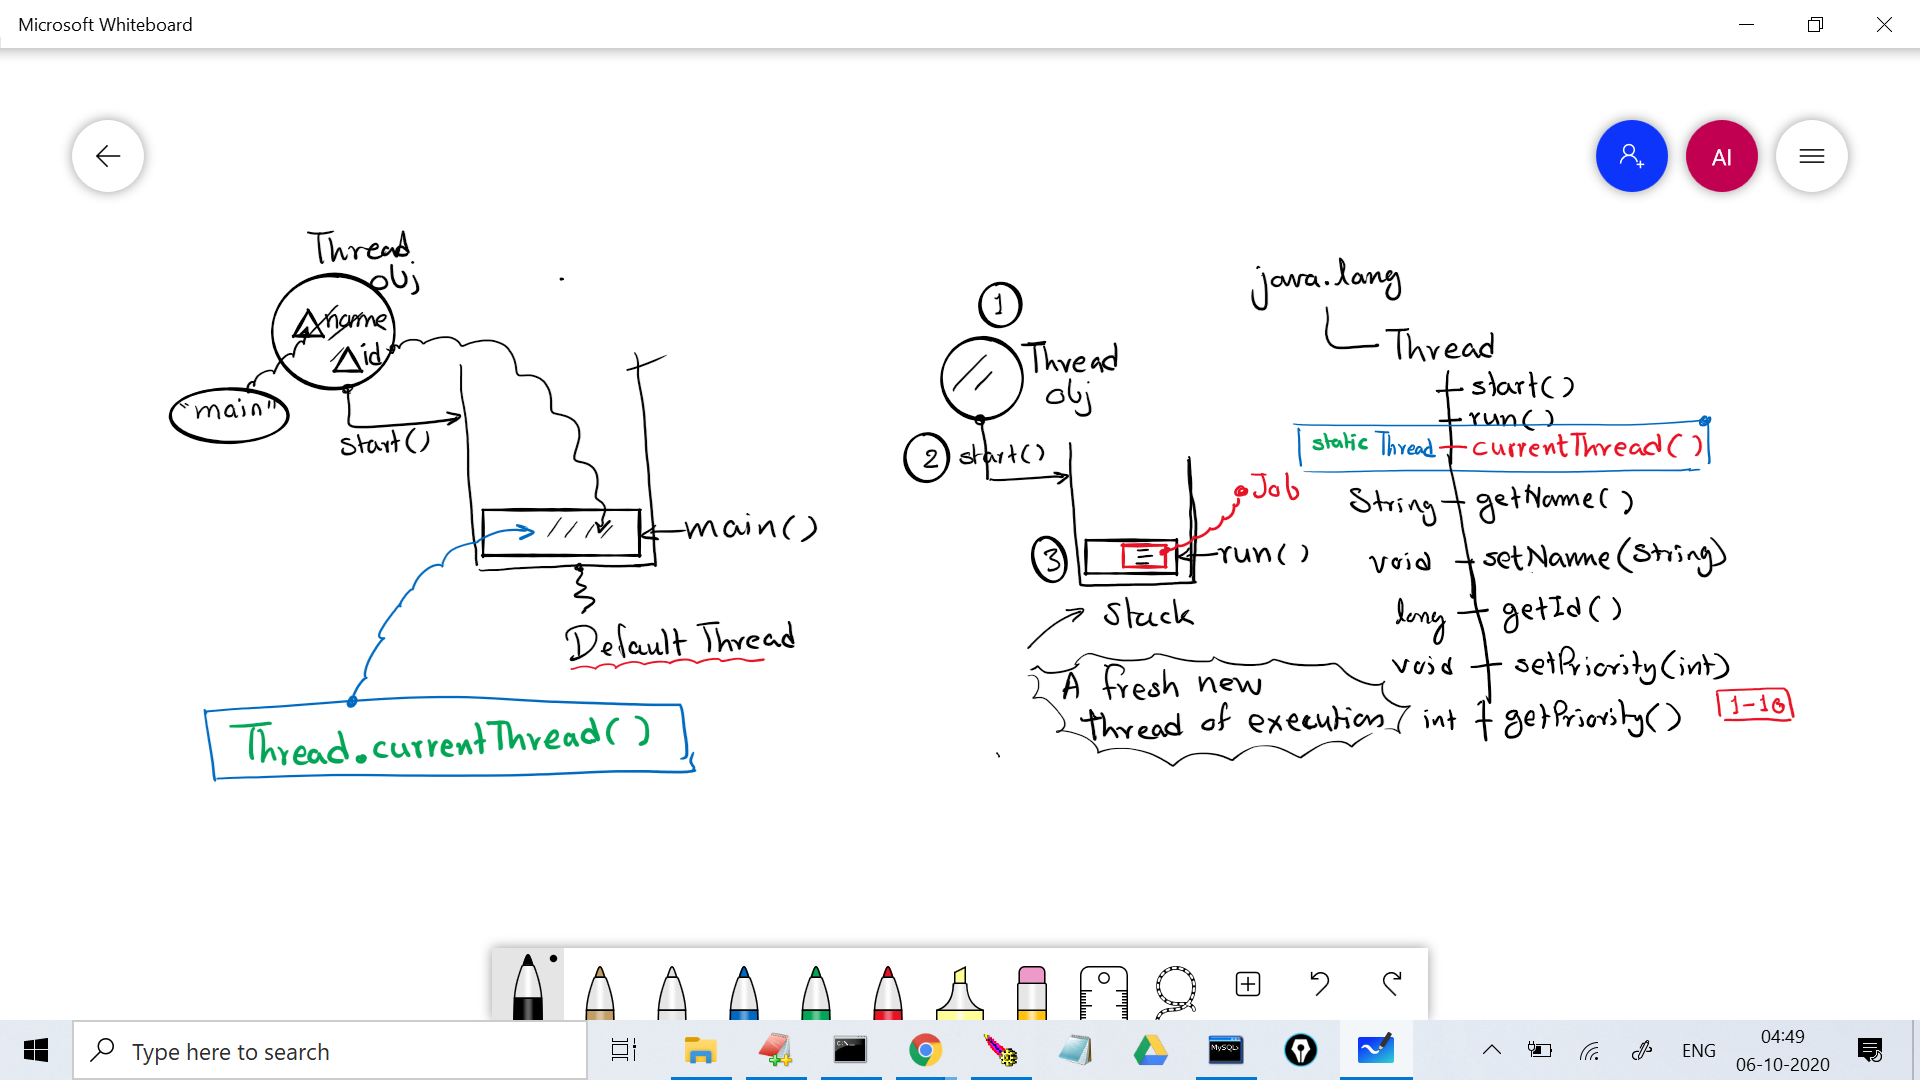 Microsoft Whiteboard
AI
Thread
obj
name
id
"main"
start()
main()
Default Thread
Thread.currentThread()
1
Thread
obj
2 start()
Job
3
run()
Stack
A fresh new
thread of execution
java.lang
Thread
start()
run()
static Thread currentThread()
String getName()
void setName(String)
long getId()
void setPriority(int)
int getPriority() 1-10
Type here to search
C:\
MySQL
ENG
04:49
06-10-2020